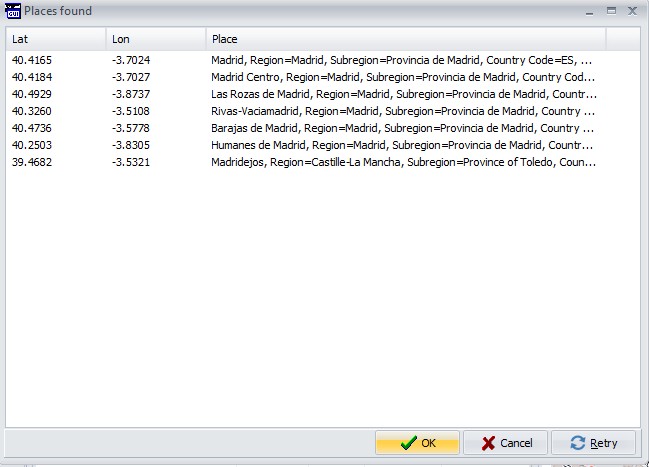 Places found
Lat Lon Place
40.4165 -3.7024 Madrid, Region=Madrid, Subregion=Provincia de Madrid, Country Code=ES, ...
40.4184 -3.7027 Madrid Centro, Region=Madrid, Subregion=Provincia de Madrid, Country Cod...
40.4929 -3.8737 Las Rozas de Madrid, Region=Madrid, Subregion=Provincia de Madrid, Countr...
40.3260 -3.5108 Rivas-Vaciamadrid, Region=Madrid, Subregion=Provincia de Madrid, Country ...
40.4736 -3.5778 Barajas de Madrid, Region=Madrid, Subregion=Provincia de Madrid, Country ...
40.2503 -3.8305 Humanes de Madrid, Region=Madrid, Subregion=Provincia de Madrid, Countr...
39.4682 -3.5321 Madridejos, Region=Castille-La Mancha, Subregion=Province of Toledo, Coun...
OK Cancel Retry